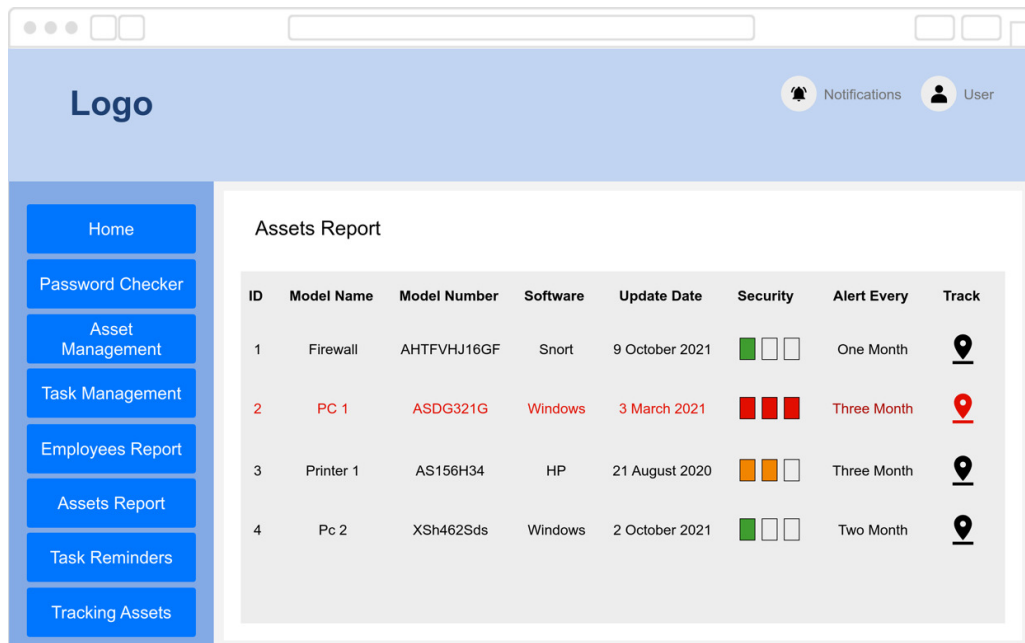 Logo
Notifications User
Home
Password Checker
Asset
Management
Task Management
Employees Report
Assets Report
Task Reminders
Tracking Assets
Assets Report
ID Model Name Model Number Software Update Date Security Alert Every Track
1 Firewall AHTFVHJ16GF Snort 9 October 2021 One Month
2 PC 1 ASDG321G Windows 3 March 2021 Three Month
3 Printer 1 AS156H34 HP 21 August 2020 Three Month
4 Pc 2 XSh462Sds Windows 2 October 2021 Two Month